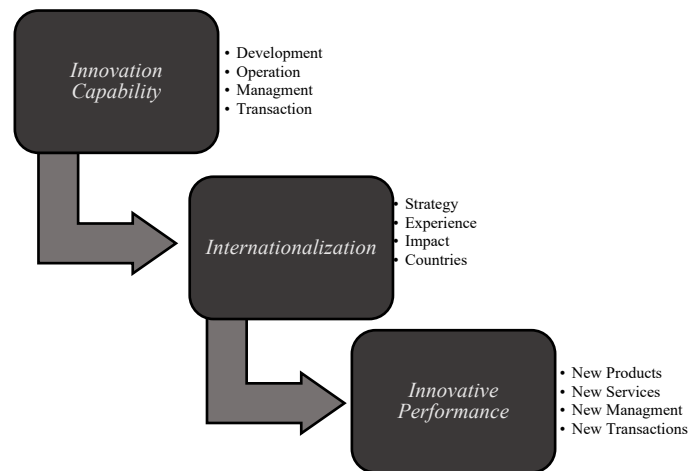 Innovation
Capability
• Development
• Operation
• Managment
• Transaction
Internationalization
• Strategy
• Experience
• Impact
• Countries
Innovative
Performance
• New Products
• New Services
• New Managment
• New Transactions